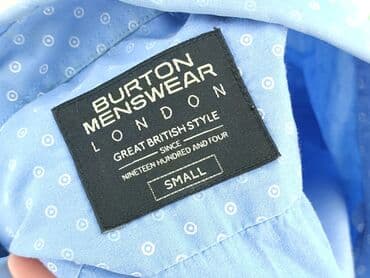 BURTON
MENSWEAR
LONDON
GREAT BRITISH STYLE
SINCE
NINETEEN HUNDRED AND FOUR
SMALL